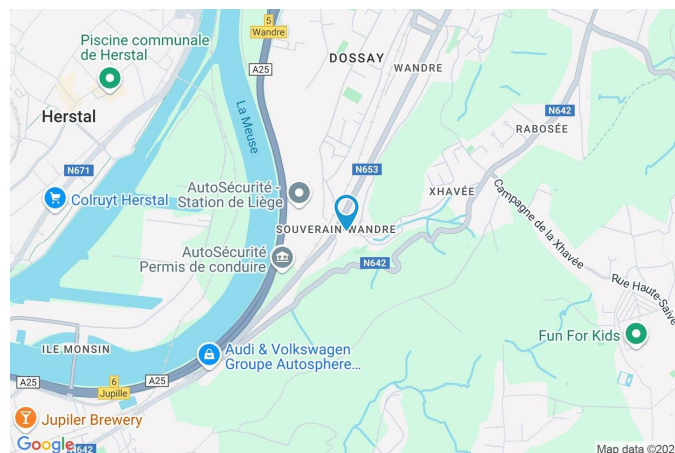 5
Wandre
Piscine communale
de Herstal
DOSSAY
WANDRE
A25
N642
La Meuse
Herstal
RABOSÉE
N671
N653
XHAVÉE
AutoSécurité -
Station de Liège
Colruyt Herstal
Campagne de la Xhavée
SOUVERAIN-WANDRE
AutoSécurité
Permis de conduire
N642
Rue Haute-Saive
Fun For Kids
ILE MONSIN
Audi & Volkswagen
Groupe Autosphere...
A25
6
Jupille
A25
Jupiler Brewery
Google
N642
Map data ©202